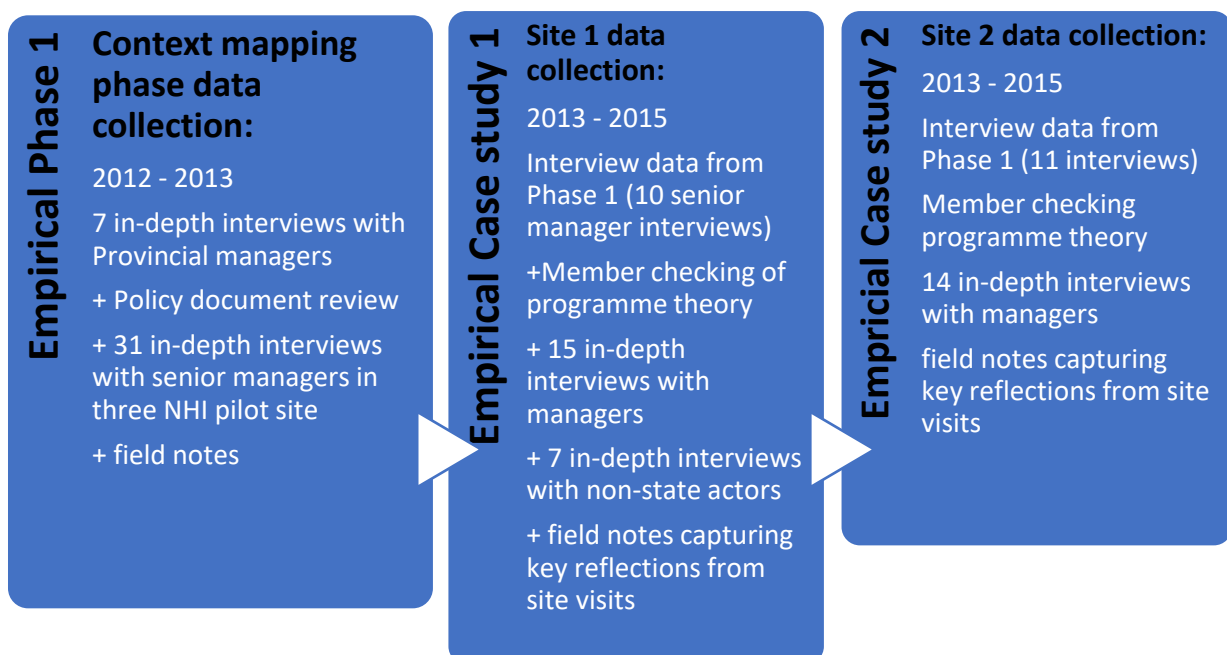 Empirical Phase 1
Context mapping
phase data
collection:
2012 - 2013
7 in-depth interviews with
Provincial managers
+ Policy document review
+ 31 in-depth interviews
with senior managers in
three NHI pilot site
+ field notes
Empirical Case study 1
Site 1 data
collection:
2013 - 2015
Interview data from
Phase 1 (10 senior
manager interviews)
+Member checking of
programme theory
+ 15 in-depth
interviews with
managers
+ 7 in-depth interviews
with non-state actors
+ field notes capturing
key reflections from
site visits
Empricial Case study 2
Site 2 data collection:
2013 - 2015
Interview data from
Phase 1 (11 interviews)
Member checking
programme theory
14 in-depth interviews
with managers
field notes capturing
key reflections from site
visits